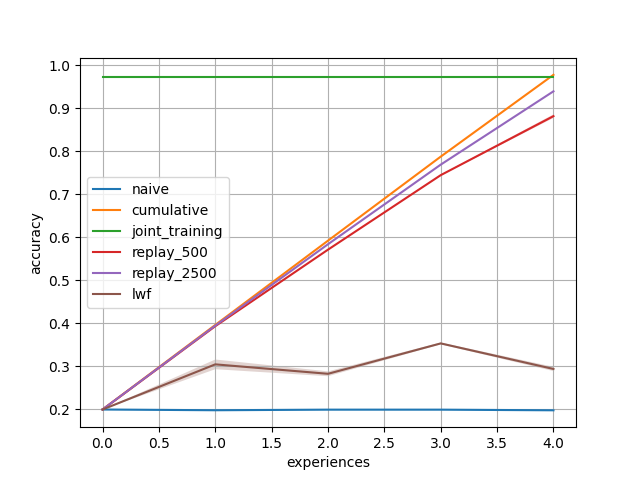 1.0
0.9
0.8
0.7
0.6
0.5
0.4
0.3
0.2
accuracy
naive
cumulative
joint_training
replay_500
replay_2500
lwf
0.0 0.5 1.0 1.5 2.0 2.5 3.0 3.5 4.0
experiences